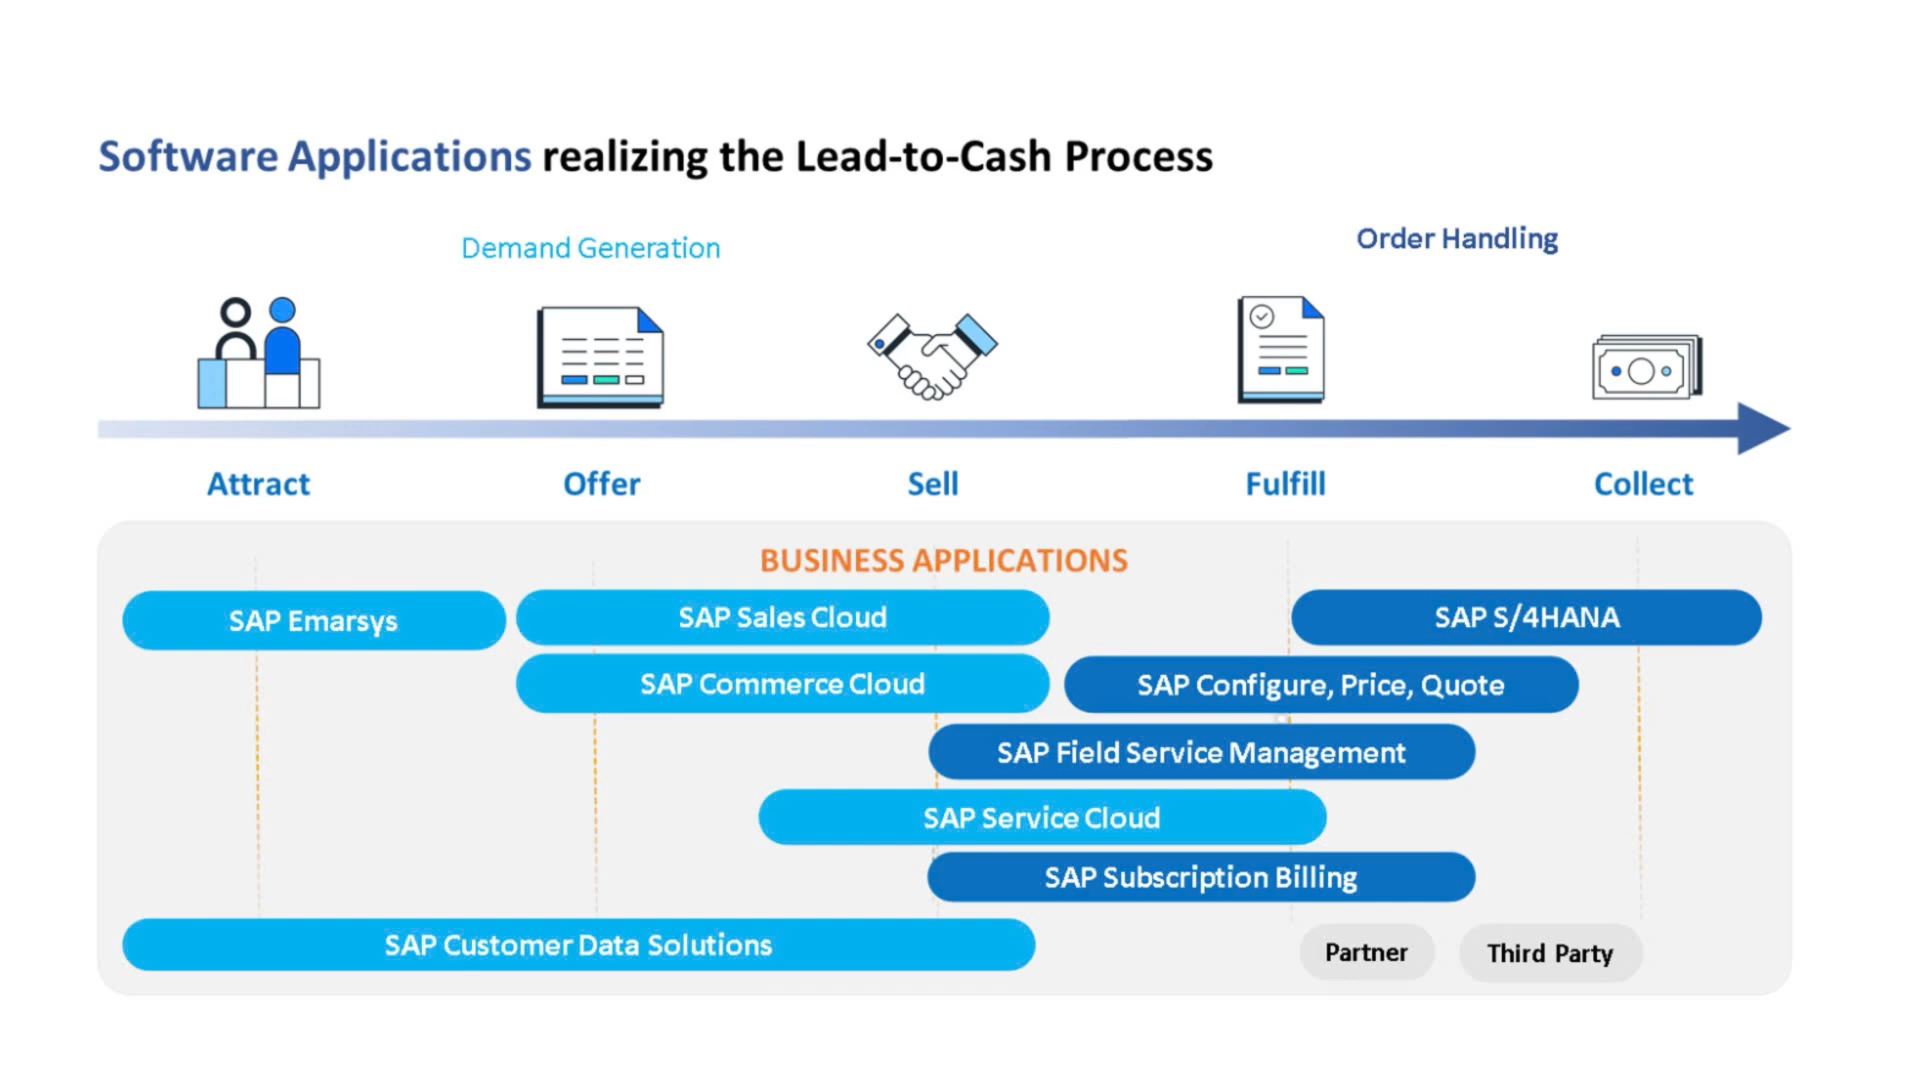 Software Applications realizing the Lead-to-Cash Process
Demand Generation
Order Handling
Attract
Offer
Sell
Fulfill
Collect
BUSINESS APPLICATIONS
SAP Emarsys
SAP Sales Cloud
SAP S/4HANA
SAP Commerce Cloud
SAP Configure, Price, Quote
SAP Field Service Management
SAP Service Cloud
SAP Subscription Billing
SAP Customer Data Solutions
Partner
Third Party